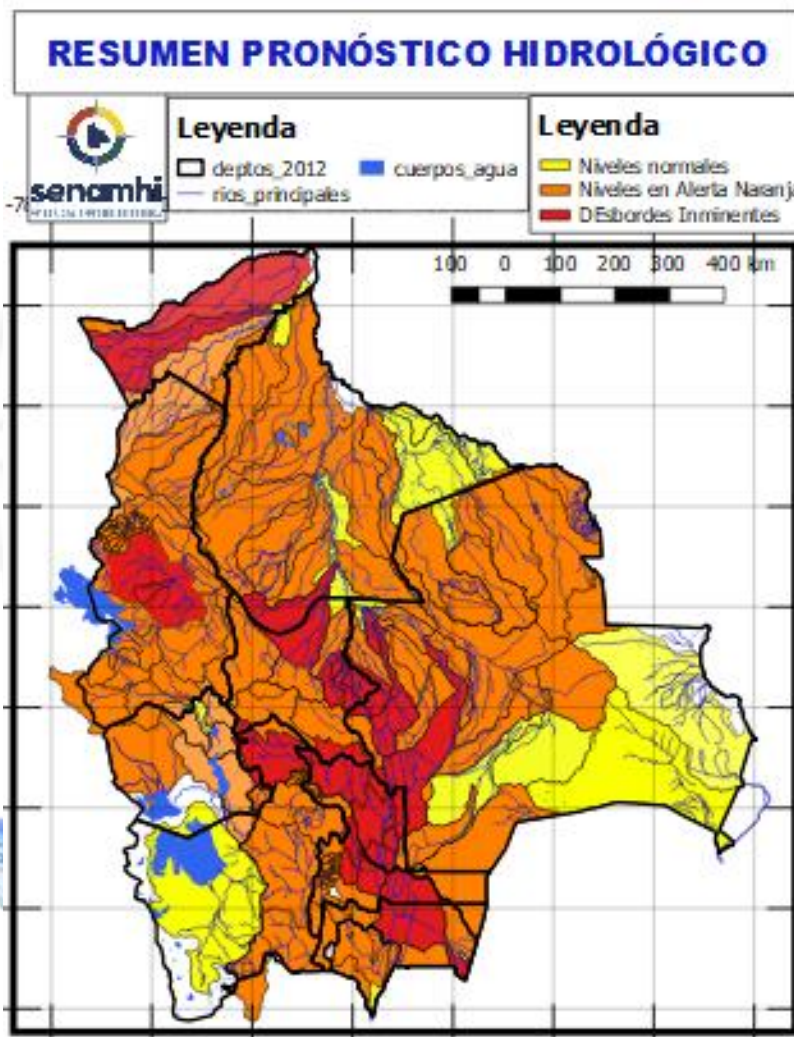 RESUMEN PRONÓSTICO HIDROLÓGICO
senamhi
Leyenda
deptos_2012 cuerpos_agua
rios_principales
Leyenda
Niveles normales
Niveles en Alerta Naranja
DEsbordes Inminentes
100 0 100 200 300 400 km